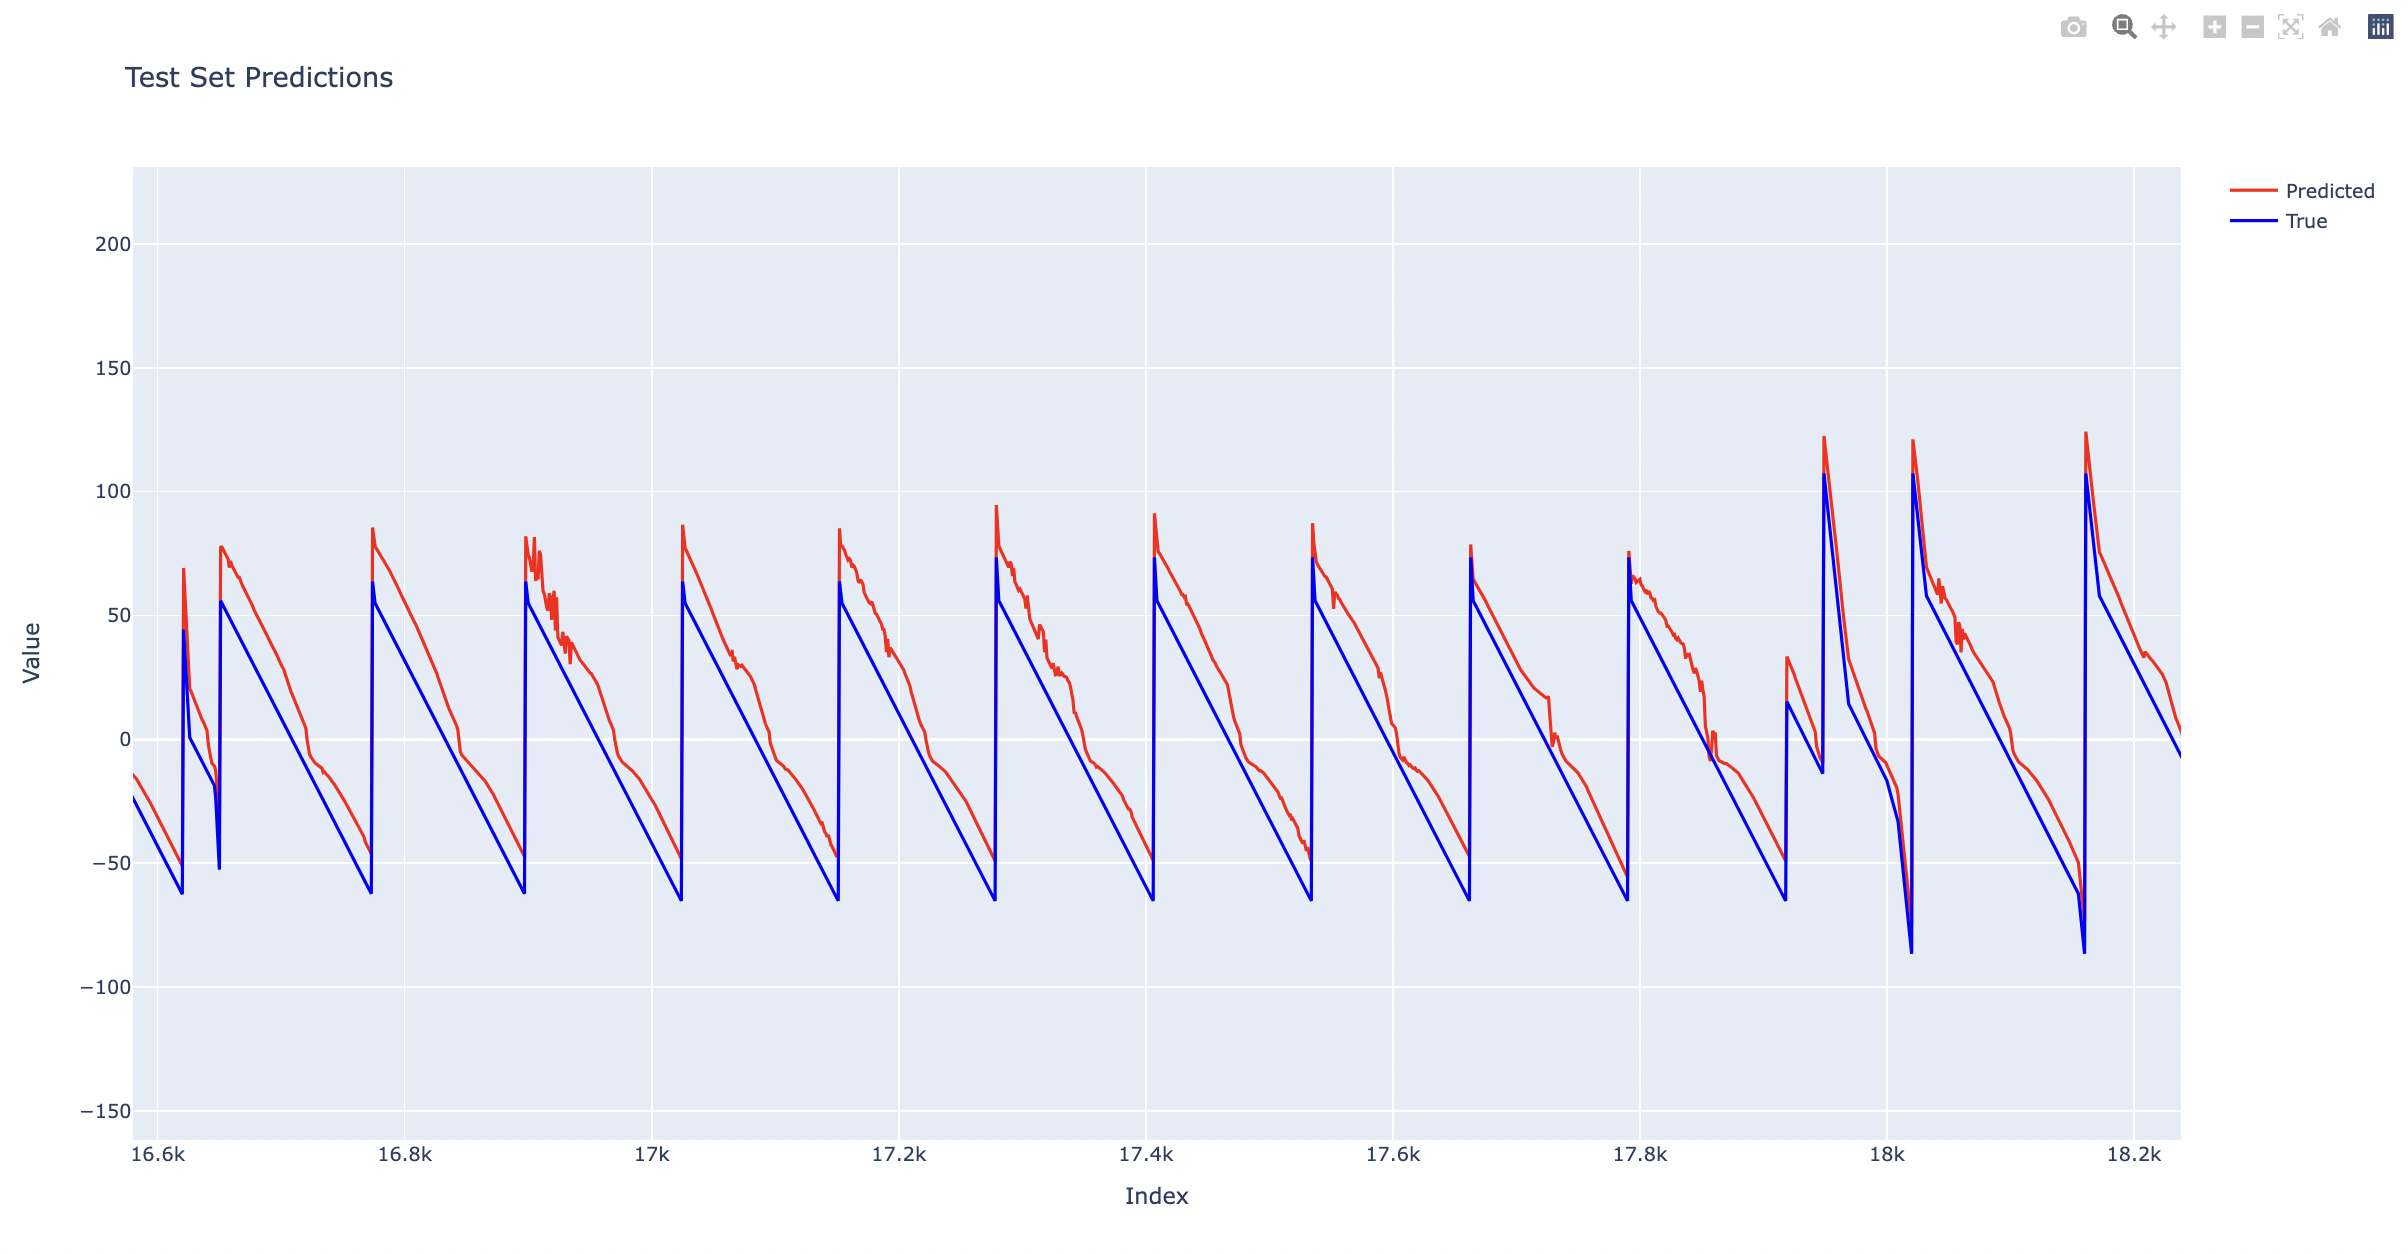 Test Set Predictions
Predicted
True
200
150
100
50
0
−50
−100
−150
Value
16.6k 16.8k 17k 17.2k 17.4k 17.6k 17.8k 18k 18.2k
Index